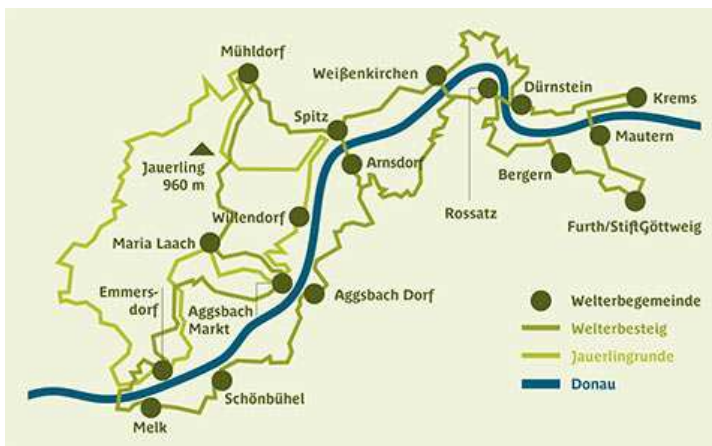 Mühldorf
Weißenkirchen
Dürnstein
Krems
Spitz
Mautern
Jauerling
960 m
Arnsdorf
Bergern
Willendorf
Rossatz
Furth/StiftGöttweig
Maria Laach
Emmers-
dorf
Aggsbach
Markt
Aggsbach Dorf
Schönbühel
Melk
Welterbegemeinde
Welterbesteig
Jauerlingrunde
Donau